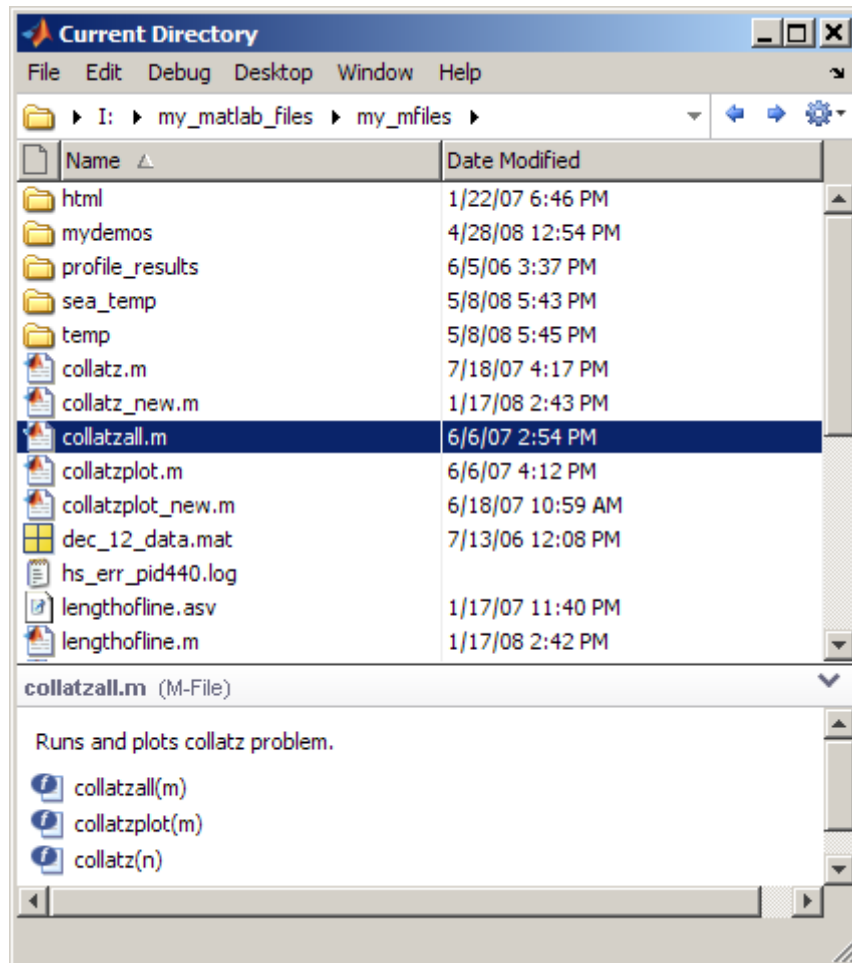 Current Directory
File Edit Debug Desktop Window Help
I: my_matlab_files my_mfiles
Name Date Modified
html 1/22/07 6:46 PM
mydemos 4/28/08 12:54 PM
profile_results 6/5/06 3:37 PM
sea_temp 5/8/08 5:43 PM
temp 5/8/08 5:45 PM
collatz.m 7/18/07 4:17 PM
collatz_new.m 1/17/08 2:43 PM
collatzall.m 6/6/07 2:54 PM
collatzplot.m 6/6/07 4:12 PM
collatzplot_new.m 6/18/07 10:59 AM
dec_12_data.mat 7/13/06 12:08 PM
hs_err_pid440.log
lengthofline.asv 1/17/07 11:40 PM
lengthofline.m 1/17/08 2:42 PM
collatzall.m (M-File)
Runs and plots collatz problem.
collatzall(m)
collatzplot(m)
collatz(n)